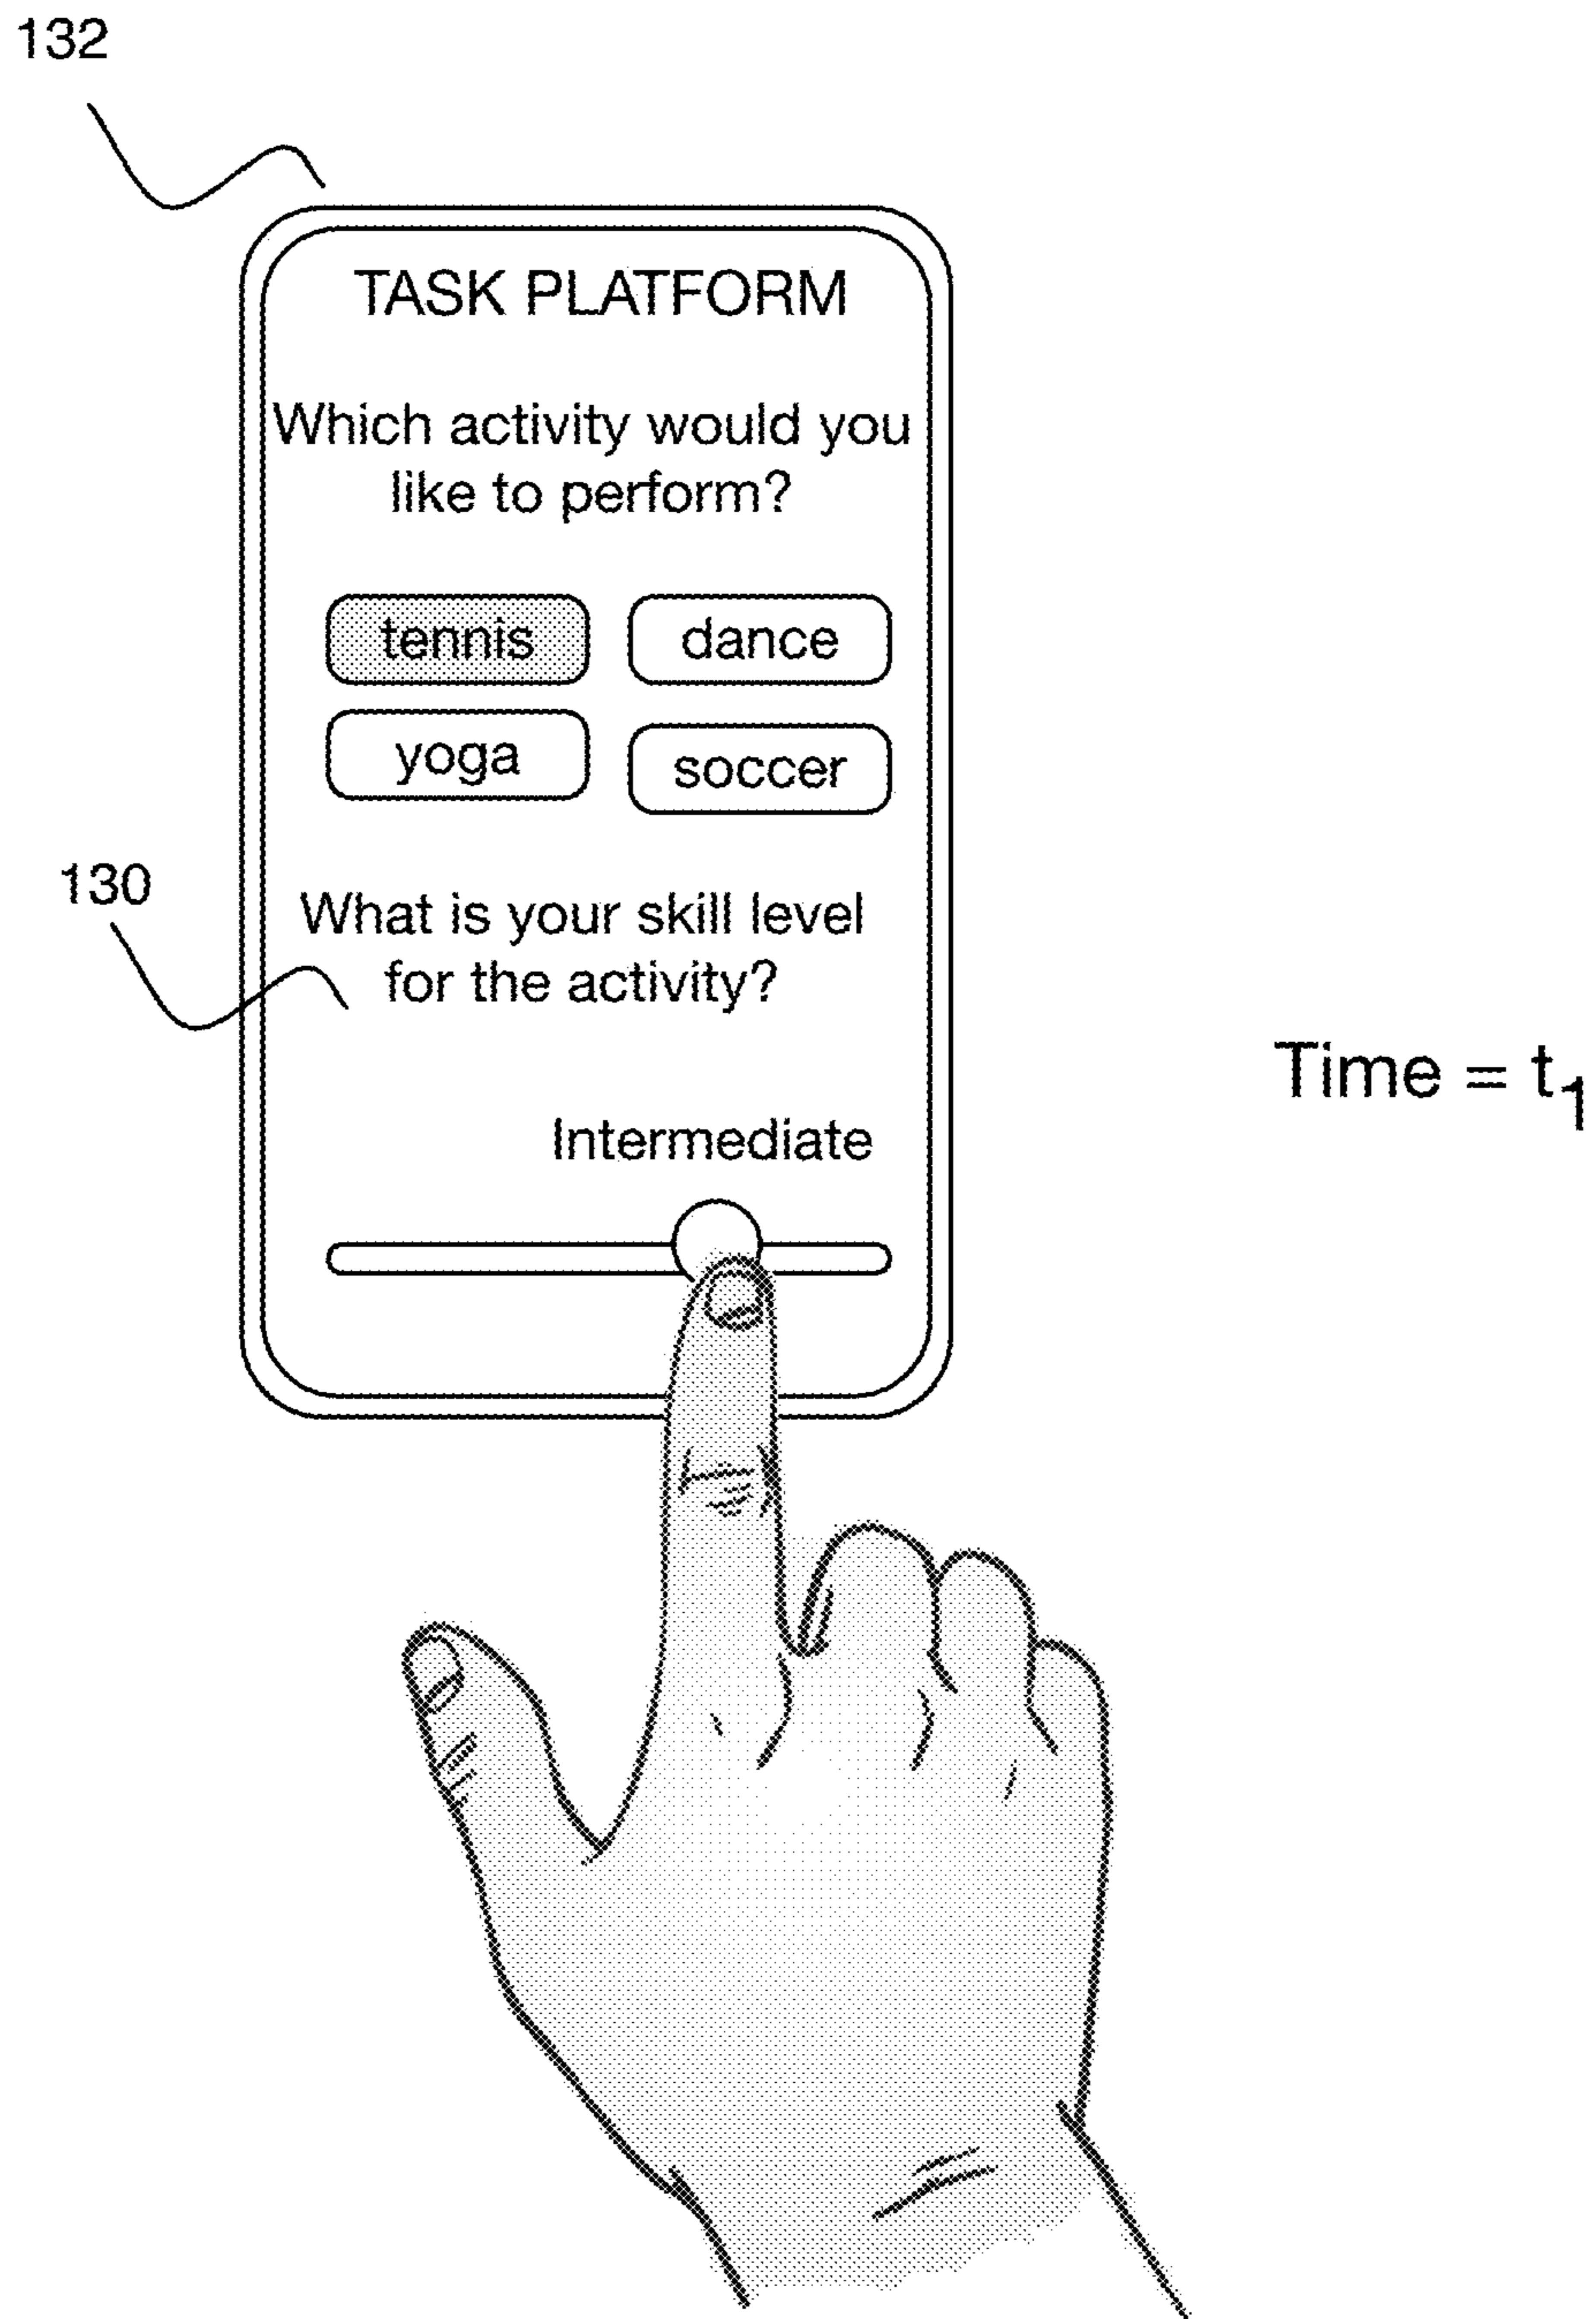 132
TASK PLATFORM
Which activity would you
like to perform?
tennis
dance
yoga
soccer
130
What is your skill level
for the activity?
Time = t1
Intermediate